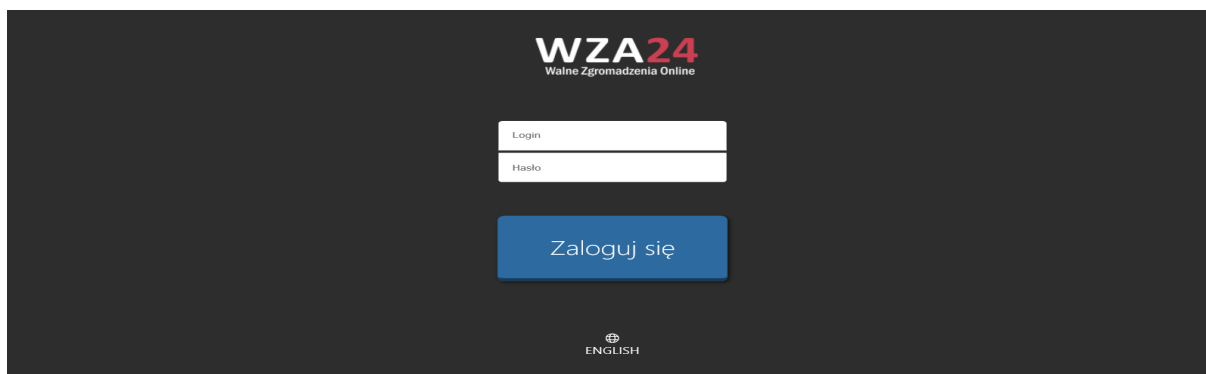 WZA24
Walne Zgromadzenia Online
Login
Hasło
Zaloguj się
ENGLISH